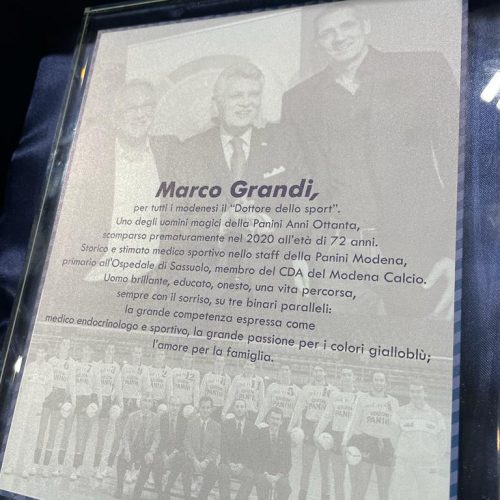 Marco Grandi,
per tutti i modenesi il "Dottore dello sport".
Uno degli uomini magici della Panini Anni Ottanta,
scomparso prematuramente nel 2020 all'età di 72 anni.
Storico e stimato medico sportivo nello staff della Panini Modena,
primario all'Ospedale di Sassuolo, membro del CDA del Modena Calcio.
Uomo brillante, educato, onesto, una vita percorsa,
sempre con il sorriso, su tre binari paralleli:
la grande competenza espressa come
medico endocrinologo e sportivo, la grande passione per i colori gialloblù;
l'amore per la famiglia.